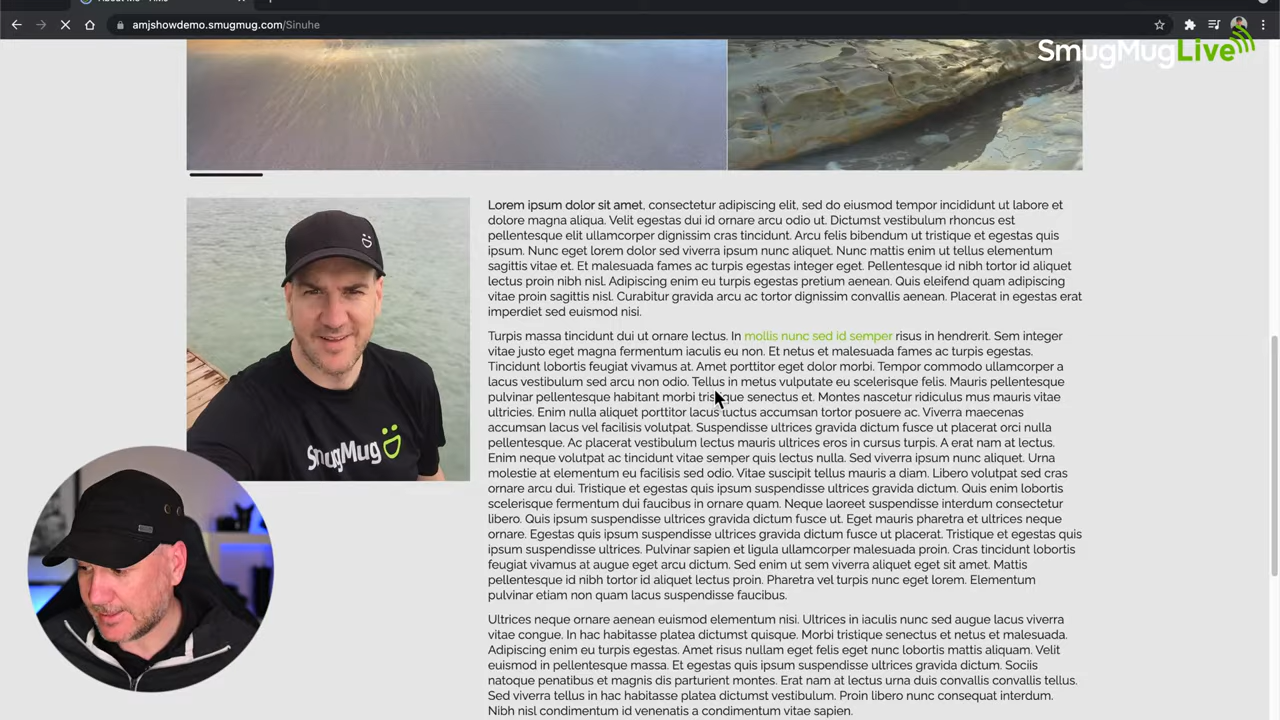 amjshowdemo.smugmug.com/Sinuhe
SmugMugLive
Lorem ipsum dolor sit amet, consectetur adipiscing elit, sed do eiusmod tempor incididunt ut labore et
dolore magna aliqua. Velit egestas dui id ornare arcu odio ut. Dictumst vestibulum rhoncus est
pellentesque elit ullamcorper dignissim cras tincidunt. Arcu felis bibendum ut tristique et egestas quis
ipsum. Nunc eget lorem dolor sed viverra ipsum nunc aliquet. Nunc mattis enim ut tellus elementum
sagittis vitae et. Et malesuada fames ac turpis egestas integer eget. Pellentesque id nibh tortor id aliquet
lectus proin nibh nisl. Adipiscing enim eu turpis egestas pretium aenean. Quis eleifend quam adipiscing
vitae proin sagittis nisl. Curabitur gravida arcu ac tortor dignissim convallis aenean. Placerat in egestas erat
imperdiet sed euismod nisi.
Turpis massa tincidunt dui ut ornare lectus. In mollis nunc sed id semper risus in hendrerit. Sem integer
vitae justo eget magna fermentum iaculis eu non. Et netus et malesuada fames ac turpis egestas.
Tincidunt lobortis feugiat vivamus at. Amet porttitor eget dolor morbi. Tempor commodo ullamcorper a
lacus vestibulum sed arcu non odio. Tellus in metus vulputate eu scelerisque felis. Mauris pellentesque
pulvinar pellentesque habitant morbi tristique senectus et. Montes nascetur ridiculus mus mauris vitae
ultricies. Enim nulla aliquet porttitor lacus luctus accumsan tortor posuere ac. Viverra maecenas
accumsan lacus vel facilisis volutpat. Suspendisse ultrices gravida dictum fusce ut placerat orci nulla
pellentesque. Ac placerat vestibulum lectus mauris ultrices eros in cursus turpis. A erat nam at lectus.
Enim neque volutpat ac tincidunt vitae semper quis lectus nulla. Sed viverra ipsum nunc aliquet. Urna
molestie at elementum eu facilisis sed odio. Vitae suscipit tellus mauris a diam. Libero volutpat sed cras
ornare arcu dui. Tristique et egestas quis ipsum suspendisse ultrices gravida dictum. Quis enim lobortis
scelerisque fermentum dui faucibus in ornare quam. Neque laoreet suspendisse interdum consectetur
libero. Quis ipsum suspendisse ultrices gravida dictum fusce ut. Eget mauris pharetra et ultrices neque
ornare. Egestas quis ipsum suspendisse ultrices gravida dictum fusce ut placerat. Tristique et egestas quis
ipsum suspendisse ultrices. Pulvinar sapien et ligula ullamcorper malesuada proin. Cras tincidunt lobortis
feugiat vivamus at augue eget arcu dictum. Sed enim ut sem viverra aliquet eget sit amet. Mattis
pellentesque id nibh tortor id aliquet lectus proin. Pharetra vel turpis nunc eget lorem. Elementum
pulvinar etiam non quam lacus suspendisse faucibus.
SmugMug
Ultrices neque ornare aenean euismod elementum nisi. Ultrices in iaculis nunc sed augue lacus viverra
vitae congue. In hac habitasse platea dictumst quisque. Morbi tristique senectus et netus et malesuada.
Adipiscing enim eu turpis egestas. Amet risus nullam eget felis eget nunc lobortis mattis aliquam. Velit
euismod in pellentesque massa. Et egestas quis ipsum suspendisse ultrices gravida dictum. Sociis
natoque penatibus et magnis dis parturient montes. Erat nam at lectus urna duis convallis convallis tellus.
Sed viverra tellus in hac habitasse platea dictumst vestibulum. Proin libero nunc consequat interdum.
Nibh nisl condimentum id venenatis a condimentum vitae sapien.